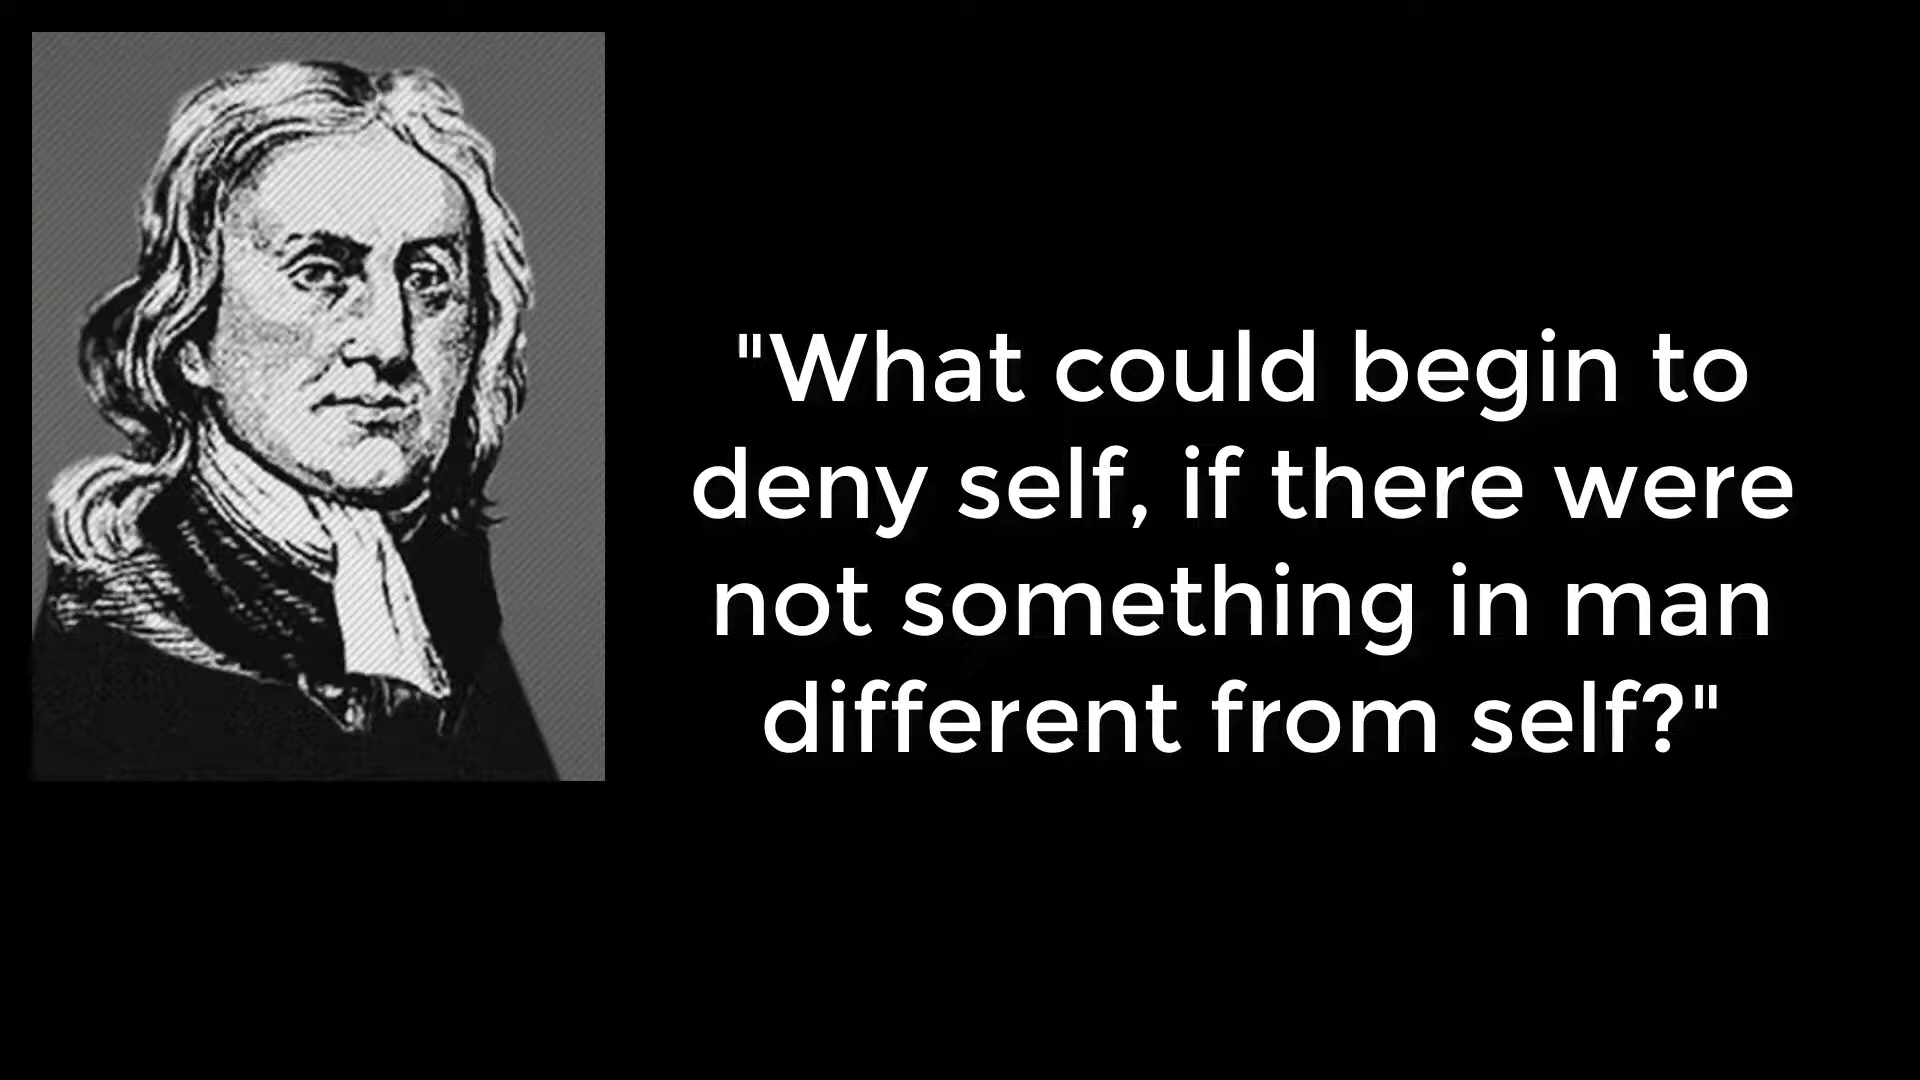 "What could begin to
deny self, if there were
not something in man
different from self?"